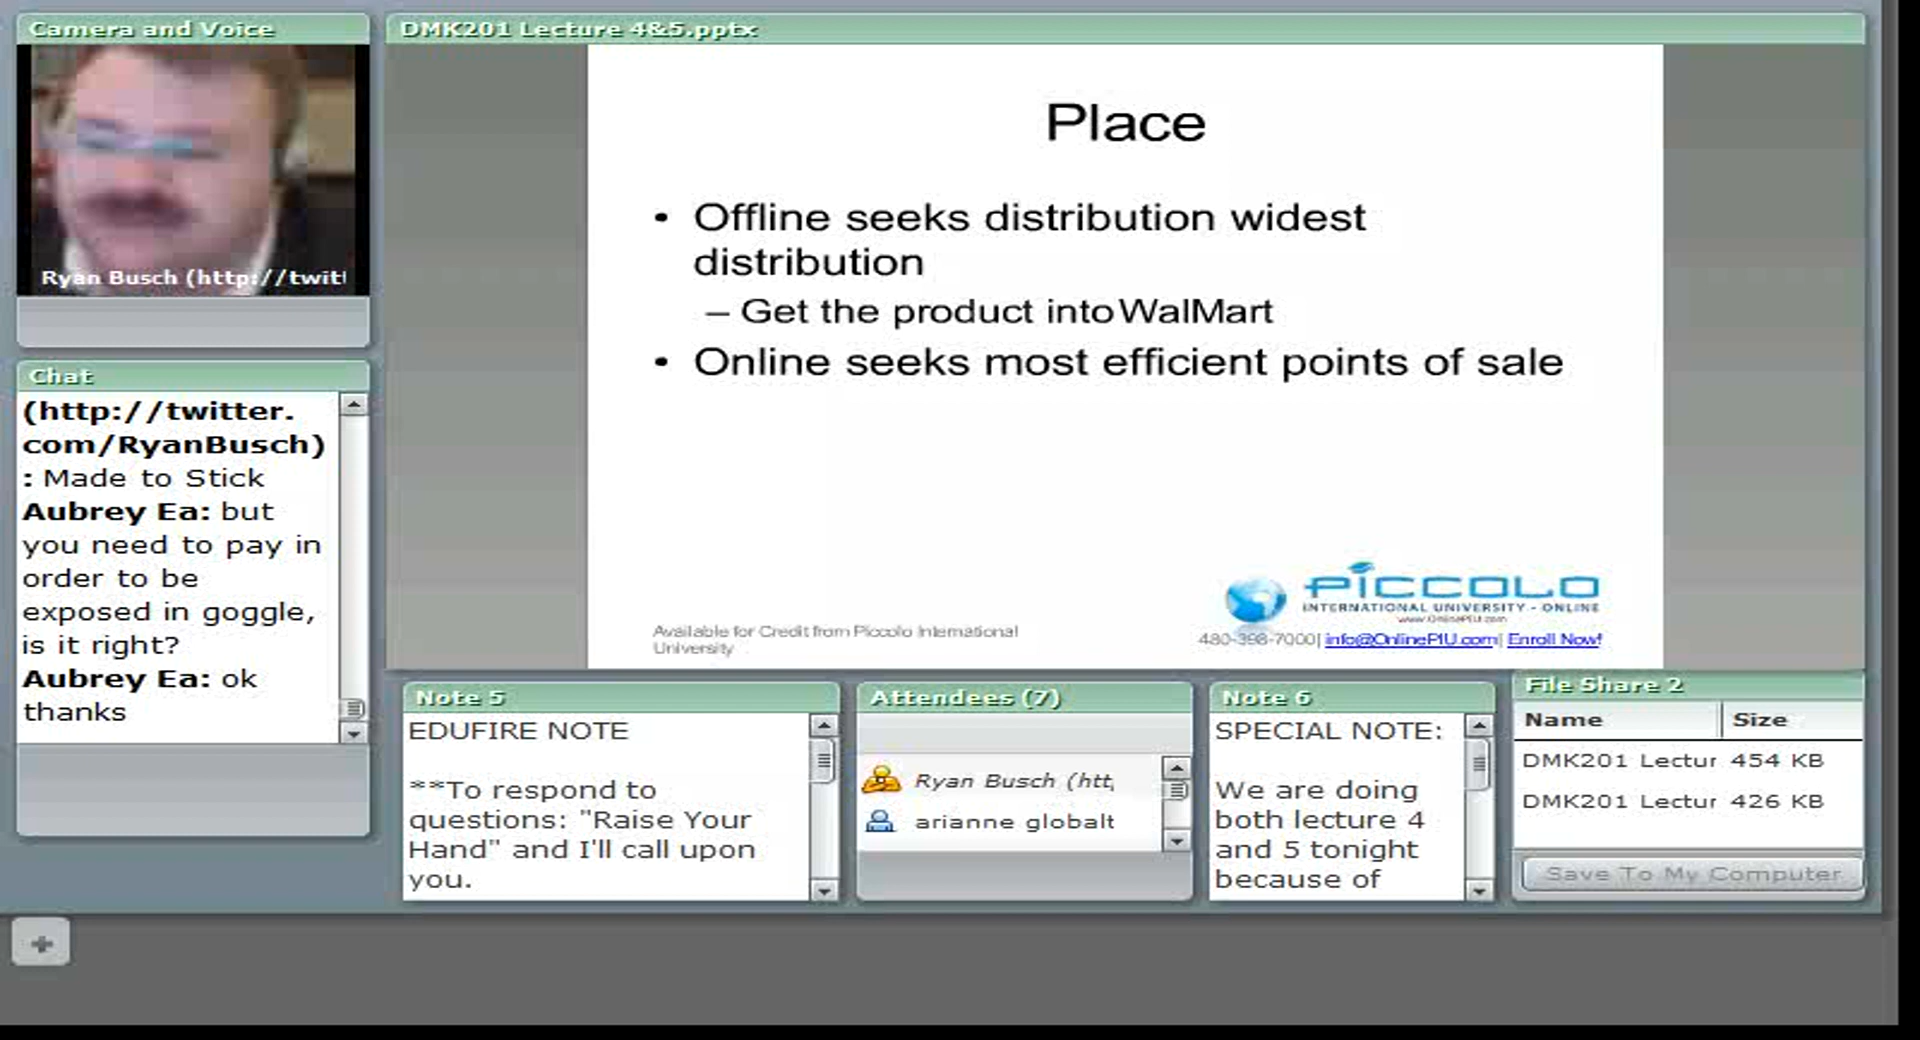 Camera and Voice
Ryan Busch (http://twitt
Chat
(http://twitter.
com/RyanBusch)
: Made to Stick
Aubrey Ea: but
you need to pay in
order to be
exposed in goggle,
is it right?
Aubrey Ea: ok
thanks
DMK201 Lecture 4&5.pptx
Place
• Offline seeks distribution widest
distribution
– Get the product into WalMart
• Online seeks most efficient points of sale
Available for Credit from Piccolo International
University
PICCOLO
INTERNATIONAL UNIVERSITY - ONLINE
www.OnlinePIU.com
480-398-7000| info@OnlinePIU.com| Enroll Now!
Note 5
EDUFIRE NOTE
**To respond to
questions: "Raise Your
Hand" and I'll call upon
you.
Attendees (7)
Ryan Busch (htt
arianne globalt
Note 6
SPECIAL NOTE:
We are doing
both lecture 4
and 5 tonight
because of
File Share 2
Name Size
DMK201 Lectur 454 KB
DMK201 Lectur 426 KB
Save To My Computer